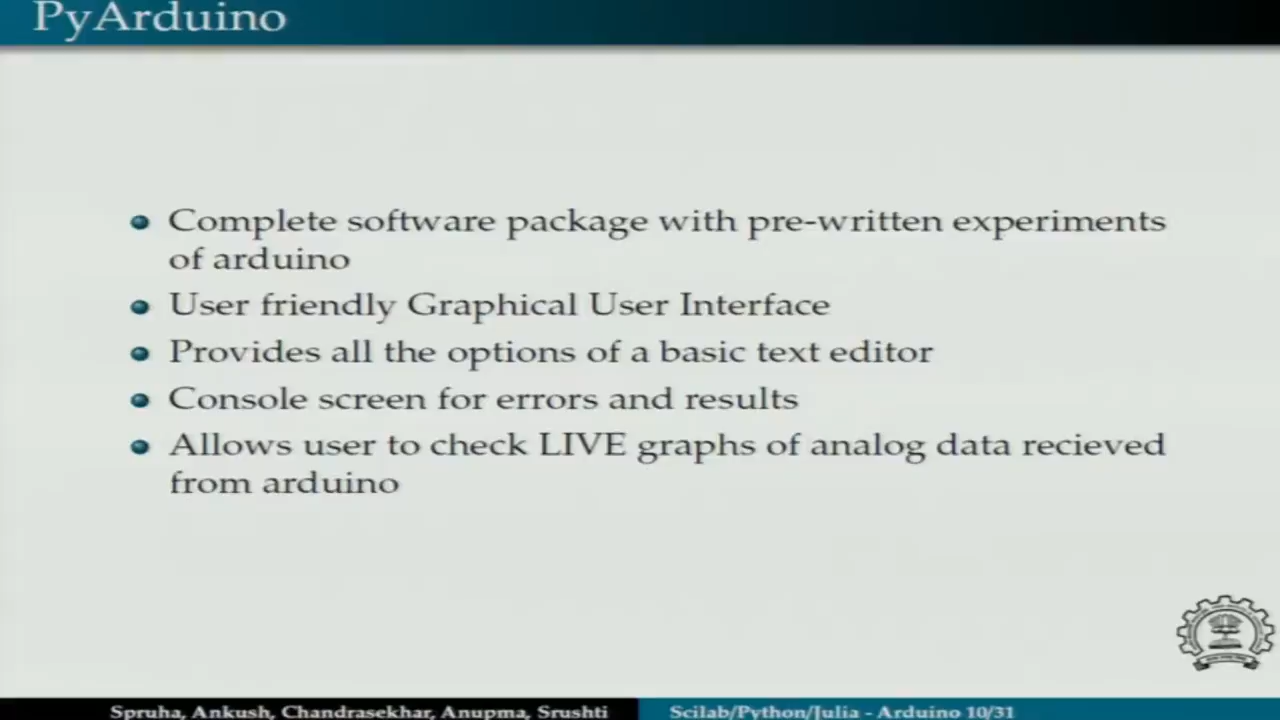 PyArduino
Complete software package with pre-written experiments
of arduino
User friendly Graphical User Interface
Provides all the options of a basic text editor
Console screen for errors and results
Allows user to check LIVE graphs of analog data recieved
from arduino
Spruha, Ankush, Chandrasekhar, Anupma, Srushti
Scilab/Python/Julia - Arduino 10/31